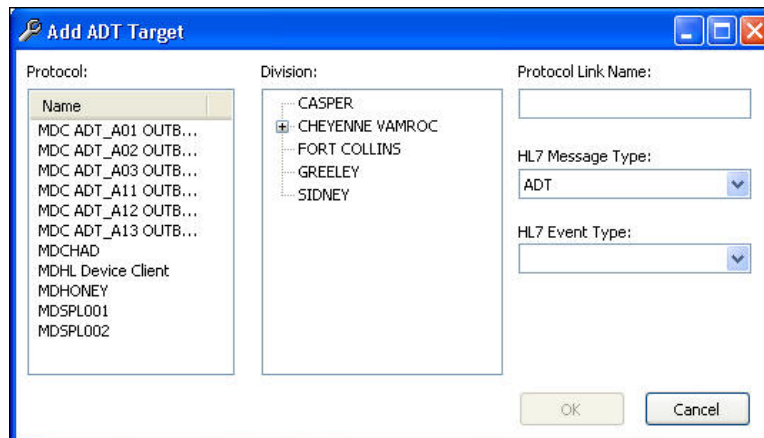 Add ADT Target
Protocol:
Name
MDC ADT_A01 OUTB...
MDC ADT_A02 OUTB...
MDC ADT_A03 OUTB...
MDC ADT_A11 OUTB...
MDC ADT_A12 OUTB...
MDC ADT_A13 OUTB...
MDCHAD
MDHL Device Client
MDHONEY
MDSPL001
MDSPL002
Division:
CASPER
CHEYENNE VAMROC
FORT COLLINS
GREELEY
SIDNEY
Protocol Link Name:
HL7 Message Type:
ADT
HL7 Event Type:
OK
Cancel